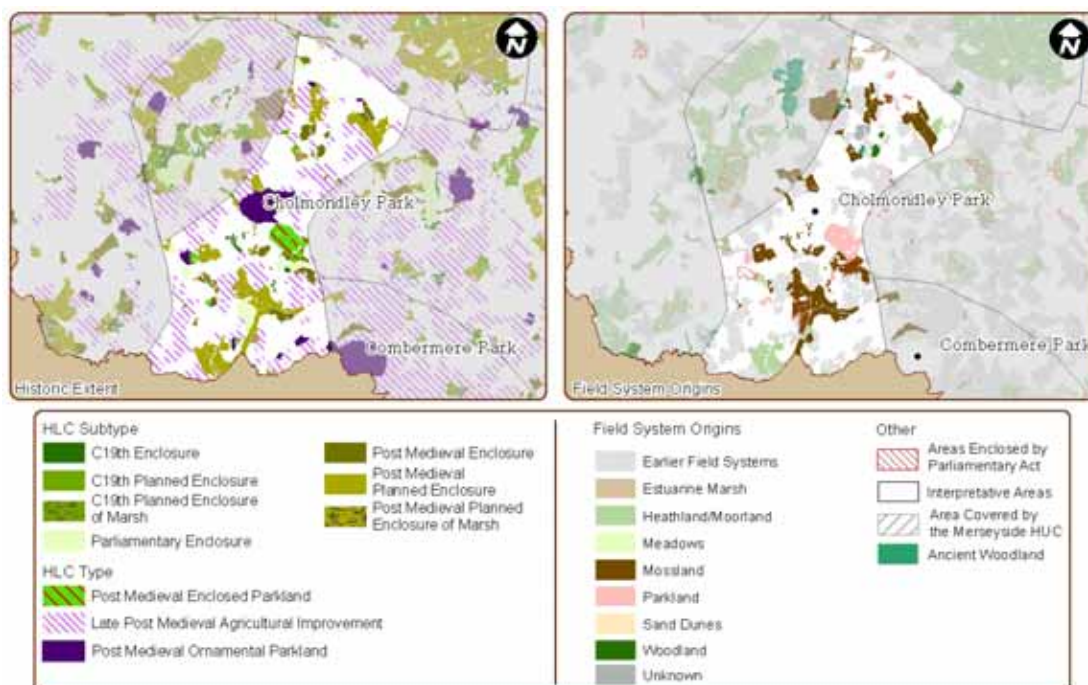 N
Cholmondley Park
Combermere Park
Historic Extent
N
Cholmondley Park
Combermere Park
Field System Origins
HLC Subtype
C19th Enclosure
C19th Planned Enclosure
C19th Planned Enclosure
of Marsh
Parliamentary Enclosure
Post Medieval Enclosure
Post Medieval
Planned Enclosure
Post Medieval Planned
Enclosure of Marsh
HLC Type
Post Medieval Enclosed Parkland
Late Post Medieval Agricultural Improvement
Post Medieval Ornamental Parkland
Field System Origins
Earlier Field Systems
Estuarine Marsh
Heathland/Moorland
Meadows
Mossland
Parkland
Sand Dunes
Woodland
Unknown
Other
Areas Enclosed by
Parliamentary Act
Interpretative Areas
Area Covered by
the Merseyside HUC
Ancient Woodland